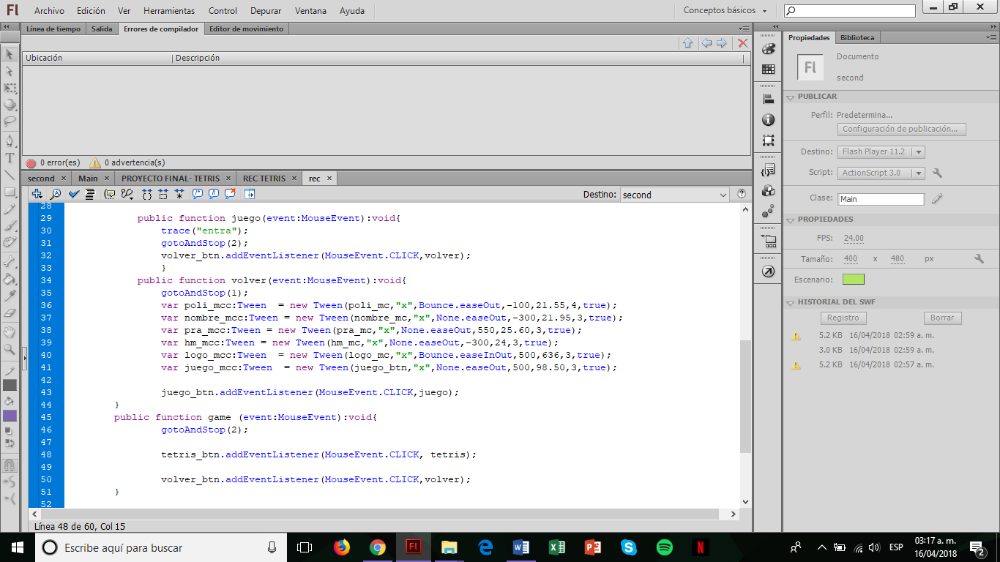 Fl Archivo Edición Ver Herramientas Control Depurar Ventana Ayuda Conceptos básicos
Línea de tiempo Salida Errores de compilador Editor de movimiento
Ubicación Descripción
0 error(es) 0 advertencia(s)
second × Main × PROYECTO FINAL- TETRIS × REC TETRIS × rec ×
Destino: second
28
29 public function juego(event:MouseEvent):void{
30 trace("entra");
31 gotoAndStop(2);
32 volver_btn.addEventListener(MouseEvent.CLICK,volver);
33 }
34 public function volver(event:MouseEvent):void{
35 gotoAndStop(1);
36 var poli_mcc:Tween  = new Tween(poli_mc,"x",Bounce.easeOut,-100,21.55,4,true);
37 var nombre_mcc:Tween = new Tween(nombre_mc,"x",None.easeOut,-300,21.95,3,true);
38 var pra_mcc:Tween = new Tween(pra_mc,"x",None.easeOut,550,25.60,3,true);
39 var hm_mcc:Tween = new Tween(hm_mc,"x",None.easeOut,-300,24,3,true);
40 var logo_mcc:Tween  = new Tween(logo_mc,"x",Bounce.easeInOut,500,636,3,true);
41 var juego_mcc:Tween  = new Tween(juego_btn,"x",None.easeOut,500,98.50,3,true);
42
43 juego_btn.addEventListener(MouseEvent.CLICK,juego);
44 }
45 public function game (event:MouseEvent):void{
46 gotoAndStop(2);
47
48 tetris_btn.addEventListener(MouseEvent.CLICK, tetris);
49
50 volver_btn.addEventListener(MouseEvent.CLICK,volver);
51 }
52
Línea 48 de 60, Col 15
Propiedades Biblioteca
Fl Documento
second
PUBLICAR
Perfil: Predetermina...
Configuración de publicación...
Destino: Flash Player 11.2
Script: ActionScript 3.0
Clase: Main
PROPIEDADES
FPS: 24.00
Tamaño: 400 x 480 px
Escenario:
HISTORIAL DEL SWF
Registro Borrar
5.2 KB 16/04/2018 02:59 a. m.
3.0 KB 16/04/2018 02:59 a. m.
5.2 KB 16/04/2018 02:57 a. m.
Escribe aquí para buscar
ESP 03:17 a. m.
16/04/2018
2